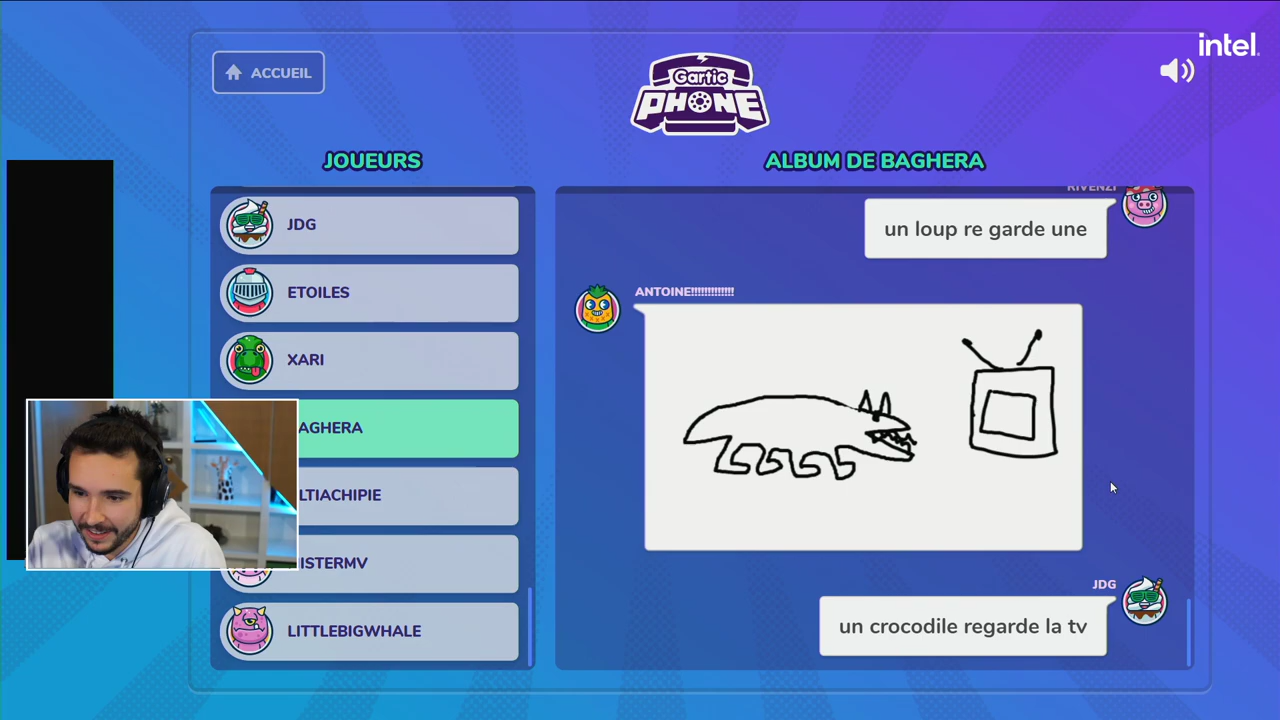 intel.
ACCUEIL
Gartic
PHONE
JOUEURS
ALBUM DE BAGHERA
JDG
ETOILES
XARI
AGHERA
LTIACHIPIE
ISTERMV
LITTLEBIGWHALE
RIVENZI
un loup re garde une
ANTOINE!!!!!!!!!!!!!
JDG
un crocodile regarde la tv